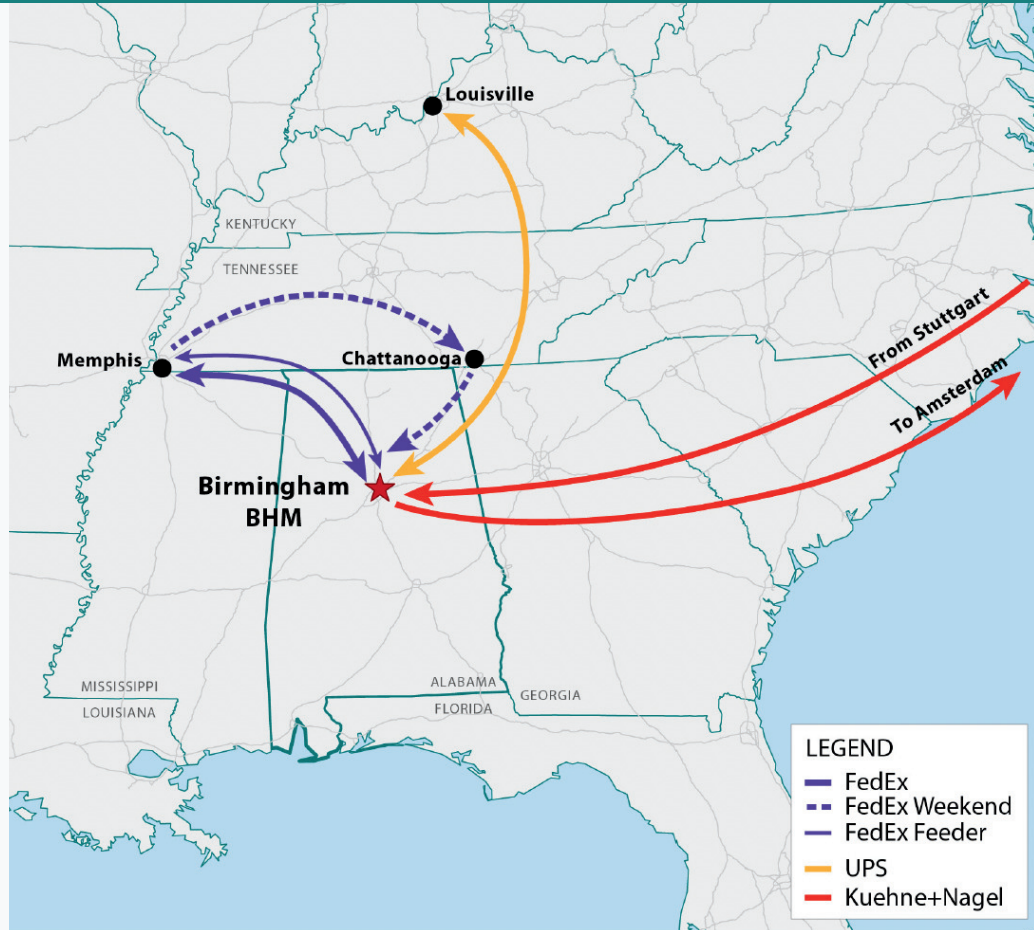 Louisville
KENTUCKY
TENNESSEE
From Stuttgart
Memphis
Chattanooga
To Amsterdam
Birmingham
BHM
MISSISSIPPI
LOUISIANA
ALABAMA
FLORIDA
GEORGIA
LEGEND
FedEx
FedEx Weekend
FedEx Feeder
UPS
Kuehne+Nagel